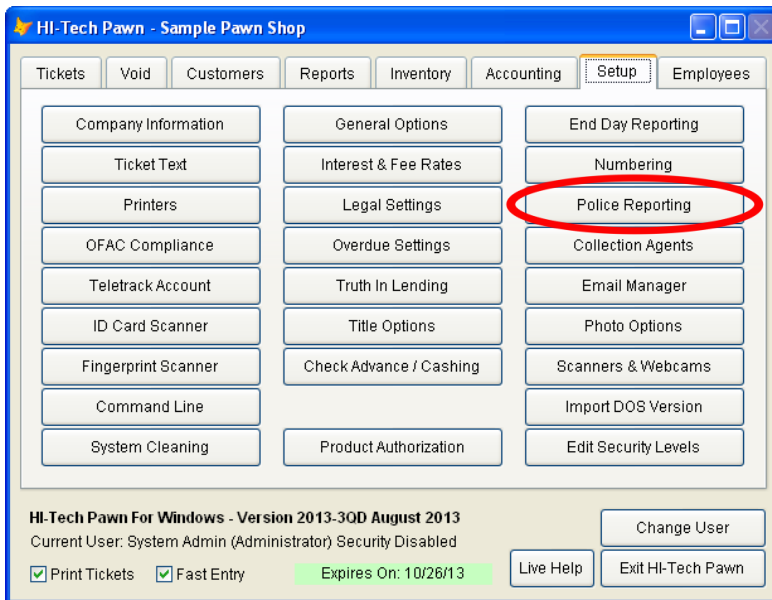 HI-Tech Pawn - Sample Pawn Shop
Tickets Void Customers Reports Inventory Accounting Setup Employees
Company Information General Options End Day Reporting
Ticket Text Interest & Fee Rates Numbering
Printers Legal Settings Police Reporting
OFAC Compliance Overdue Settings Collection Agents
Teletrack Account Truth In Lending Email Manager
ID Card Scanner Title Options Photo Options
Fingerprint Scanner Check Advance / Cashing Scanners & Webcams
Command Line Import DOS Version
System Cleaning Product Authorization Edit Security Levels
HI-Tech Pawn For Windows - Version 2013-3QD August 2013
Current User: System Admin (Administrator) Security Disabled
Change User
Print Tickets Fast Entry Expires On: 10/26/13 Live Help Exit HI-Tech Pawn